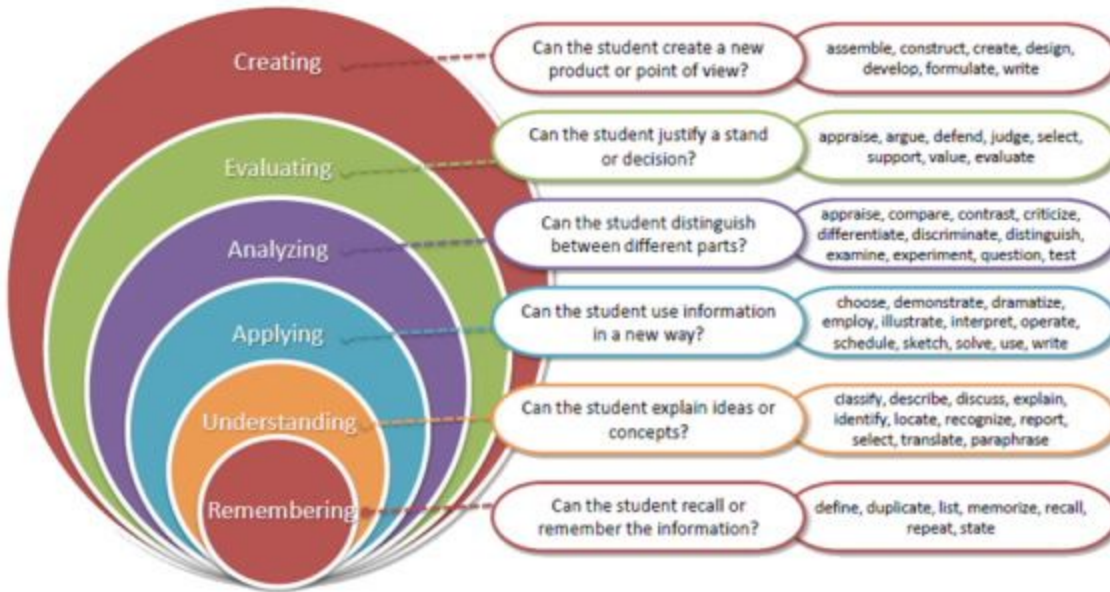 Creating
Can the student create a new
product or point of view?
assemble, construct, create, design,
develop, formulate, write
Evaluating
Can the student justify a stand
or decision?
appraise, argue, defend, judge, select,
support, value, evaluate
Analyzing
Can the student distinguish
between different parts?
appraise, compare, contrast, criticize,
differentiate, discriminate, distinguish,
examine, experiment, question, test
Applying
Can the student use information
in a new way?
choose, demonstrate, dramatize,
employ, illustrate, interpret, operate,
schedule, sketch, solve, use, write
Understanding
Can the student explain ideas or
concepts?
classify, describe, discuss, explain,
identify, locate, recognize, report,
select, translate, paraphrase
Remembering
Can the student recall or
remember the information?
define, duplicate, list, memorize, recall,
repeat, state